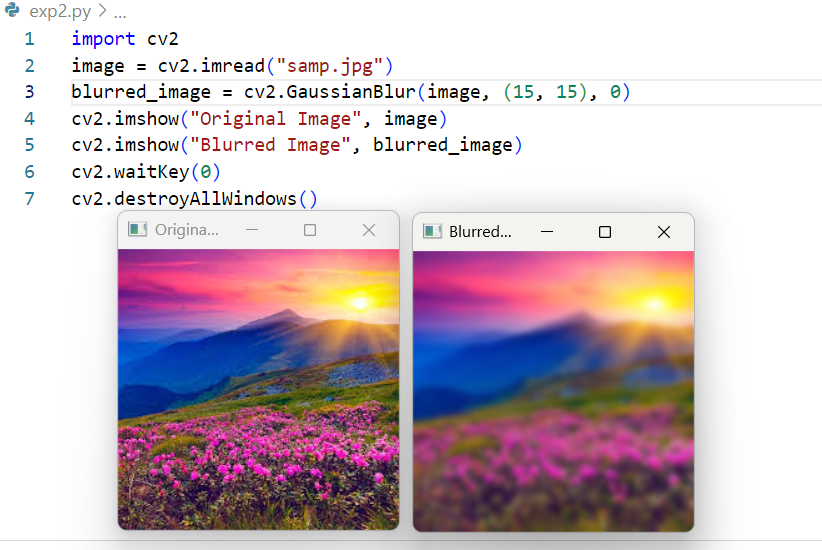 exp2.py > ...
1 import cv2
2 image = cv2.imread("samp.jpg")
3 blurred_image = cv2.GaussianBlur(image, (15, 15), 0)
4 cv2.imshow("Original Image", image)
5 cv2.imshow("Blurred Image", blurred_image)
6 cv2.waitKey(0)
7 cv2.destroyAllWindows()
Origina...
Blurred...